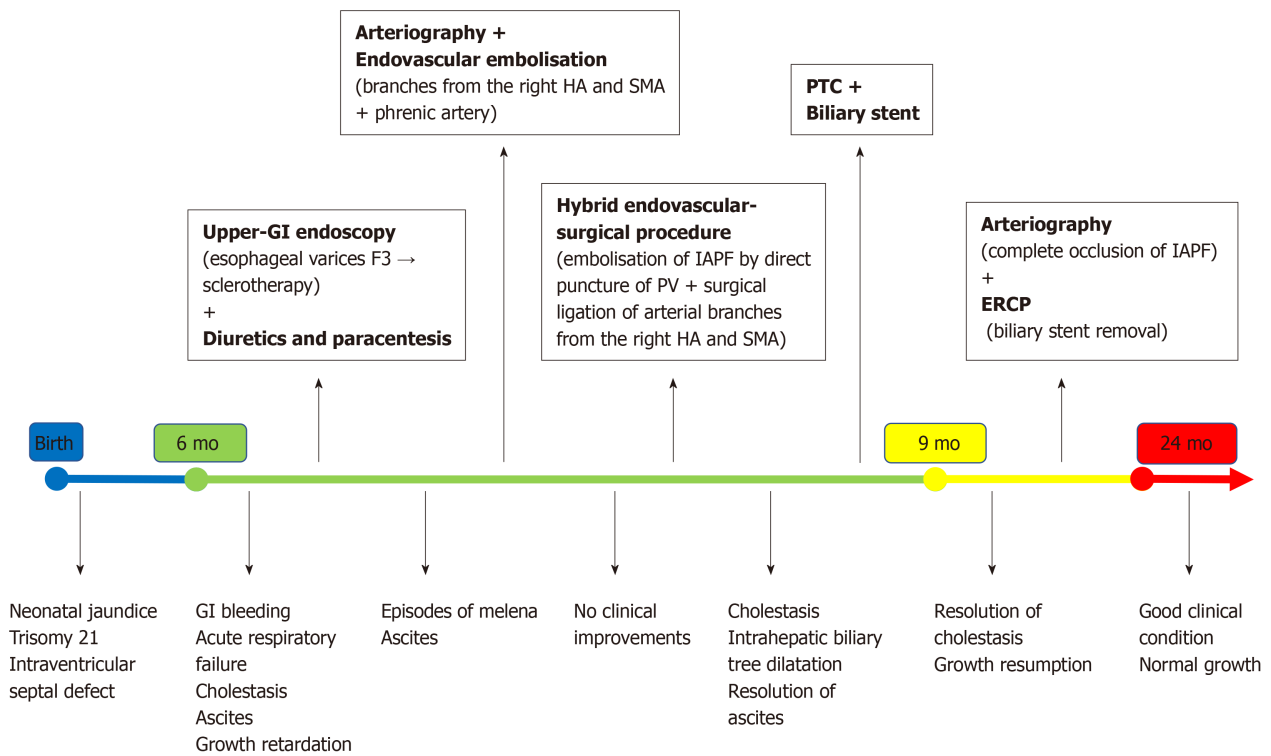 Arteriography +
Endovascular embolisation
(branches from the right HA and SMA
+ phrenic artery)
PTC +
Biliary stent
Upper-GI endoscopy
(esophageal varices F3 →
sclerotherapy)
+
Diuretics and paracentesis
Hybrid endovascular-
surgical procedure
(embolisation of IAPF by direct
puncture of PV + surgical
ligation of arterial branches
from the right HA and SMA)
Arteriography
(complete occlusion of IAPF)
+
ERCP
(biliary stent removal)
Birth
6 mo
9 mo
24 mo
Neonatal jaundice
Trisomy 21
Intraventricular
septal defect
GI bleeding
Acute respiratory
failure
Cholestasis
Ascites
Growth retardation
Episodes of melena
Ascites
No clinical
improvements
Cholestasis
Intrahepatic biliary
tree dilatation
Resolution of
ascites
Resolution of
cholestasis
Growth resumption
Good clinical
condition
Normal growth